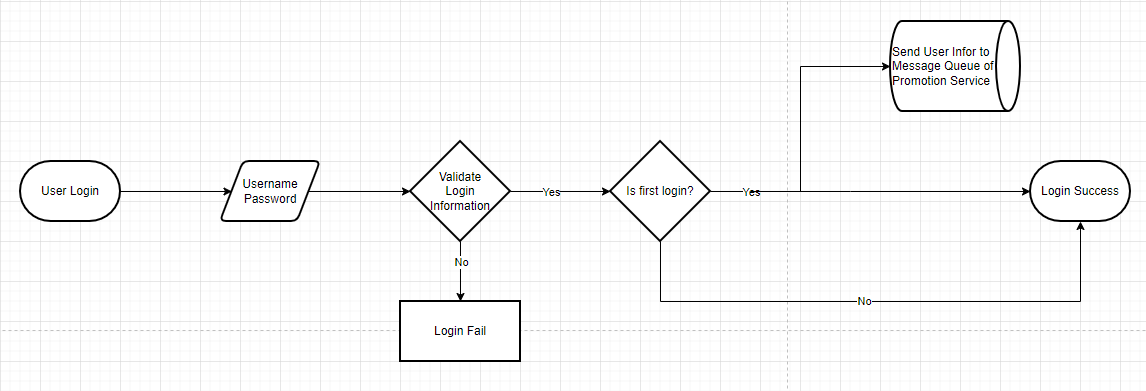 User Login
Username
Password
Validate
Login
Information
Yes
No
Login Fail
Is first login?
Yes
No
Send User Infor to
Message Queue of
Promotion Service
Login Success